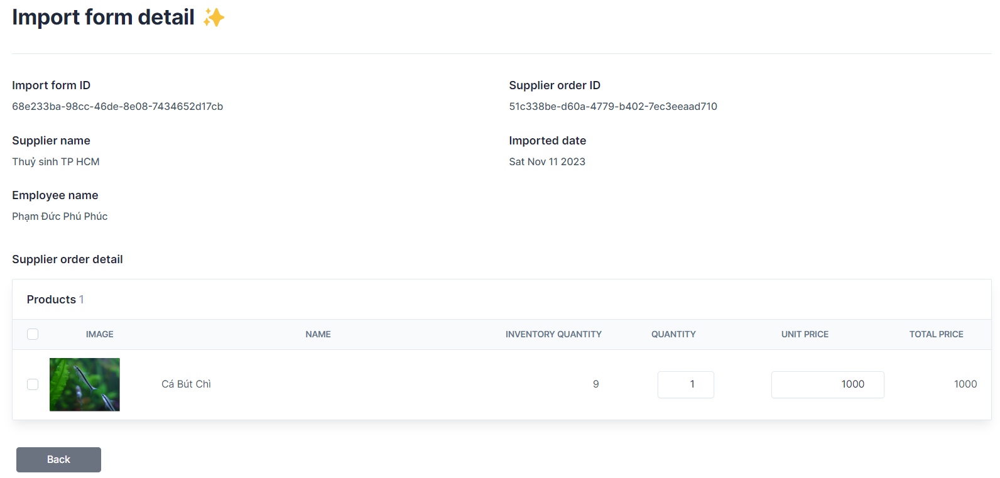 Import form detail ✨
Import form ID
68e233ba-98cc-46de-8e08-7434652d17cb
Supplier order ID
51c338be-d60a-4779-b402-7ec3eeaad710
Supplier name
Thuỷ sinh TP HCM
Imported date
Sat Nov 11 2023
Employee name
Phạm Đức Phú Phúc
Supplier order detail
Products 1
IMAGE NAME INVENTORY QUANTITY QUANTITY UNIT PRICE TOTAL PRICE
Cá Bút Chì 9 1 1000 1000
Back